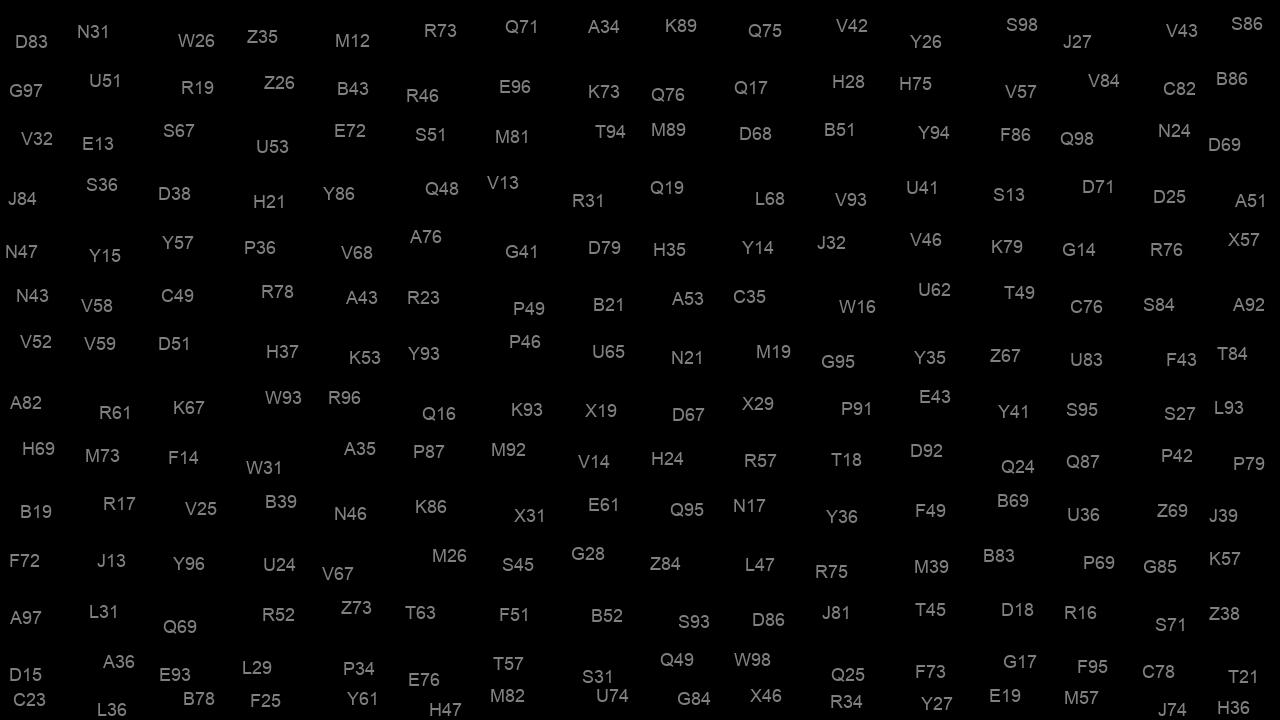 D83 N31 W26 Z35 M12 R73 Q71 A34 K89 Q75 V42 Y26 S98 J27 V43 S86
G97 U51 R19 Z26 B43 R46 E96 K73 Q76 Q17 H28 H75 V57 V84 C82 B86
V32 E13 S67 U53 E72 S51 M81 T94 M89 D68 B51 Y94 F86 Q98 N24 D69
J84 S36 D38 H21 Y86 Q48 V13 R31 Q19 L68 V93 U41 S13 D71 D25 A51
N47 Y15 Y57 P36 V68 A76 G41 D79 H35 Y14 J32 V46 K79 G14 R76 X57
N43 V58 C49 R78 A43 R23 P49 B21 A53 C35 W16 U62 T49 C76 S84 A92
V52 V59 D51 H37 K53 Y93 P46 U65 N21 M19 G95 Y35 Z67 U83 F43 T84
A82 R61 K67 W93 R96 Q16 K93 X19 D67 X29 P91 E43 Y41 S95 S27 L93
H69 M73 F14 W31 A35 P87 M92 V14 H24 R57 T18 D92 Q24 Q87 P42 P79
B19 R17 V25 B39 N46 K86 X31 E61 Q95 N17 Y36 F49 B69 U36 Z69 J39
F72 J13 Y96 U24 V67 M26 S45 G28 Z84 L47 R75 M39 B83 P69 G85 K57
A97 L31 Q69 R52 Z73 T63 F51 B52 S93 D86 J81 T45 D18 R16 S71 Z38
D15 A36 E93 L29 P34 E76 T57 S31 Q49 W98 Q25 F73 G17 F95 C78 T21
C23 L36 B78 F25 Y61 H47 M82 U74 G84 X46 R34 Y27 E19 M57 J74 H36